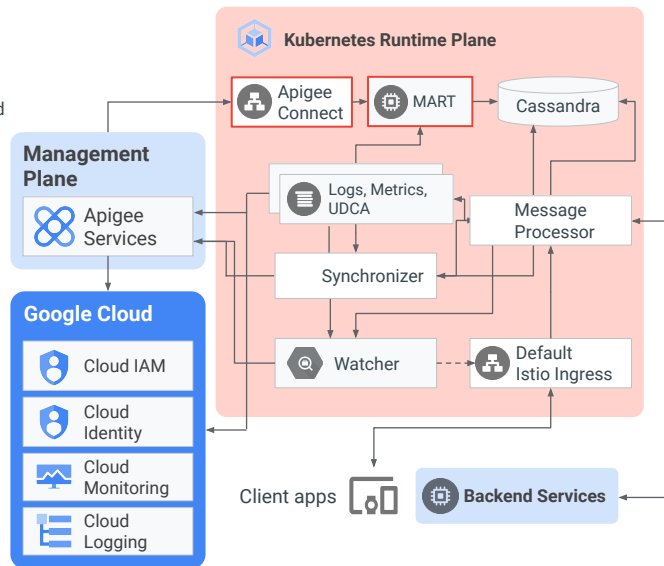 Kubernetes Runtime Plane
d
Apigee
Connect
MART
Cassandra
Management
Plane
Apigee
Services
Logs, Metrics,
UDCA
Message
Processor
Synchronizer
Google Cloud
Cloud IAM
Cloud
Identity
Cloud
Monitoring
Cloud
Logging
Watcher
Default
Istio Ingress
Client apps
Backend Services